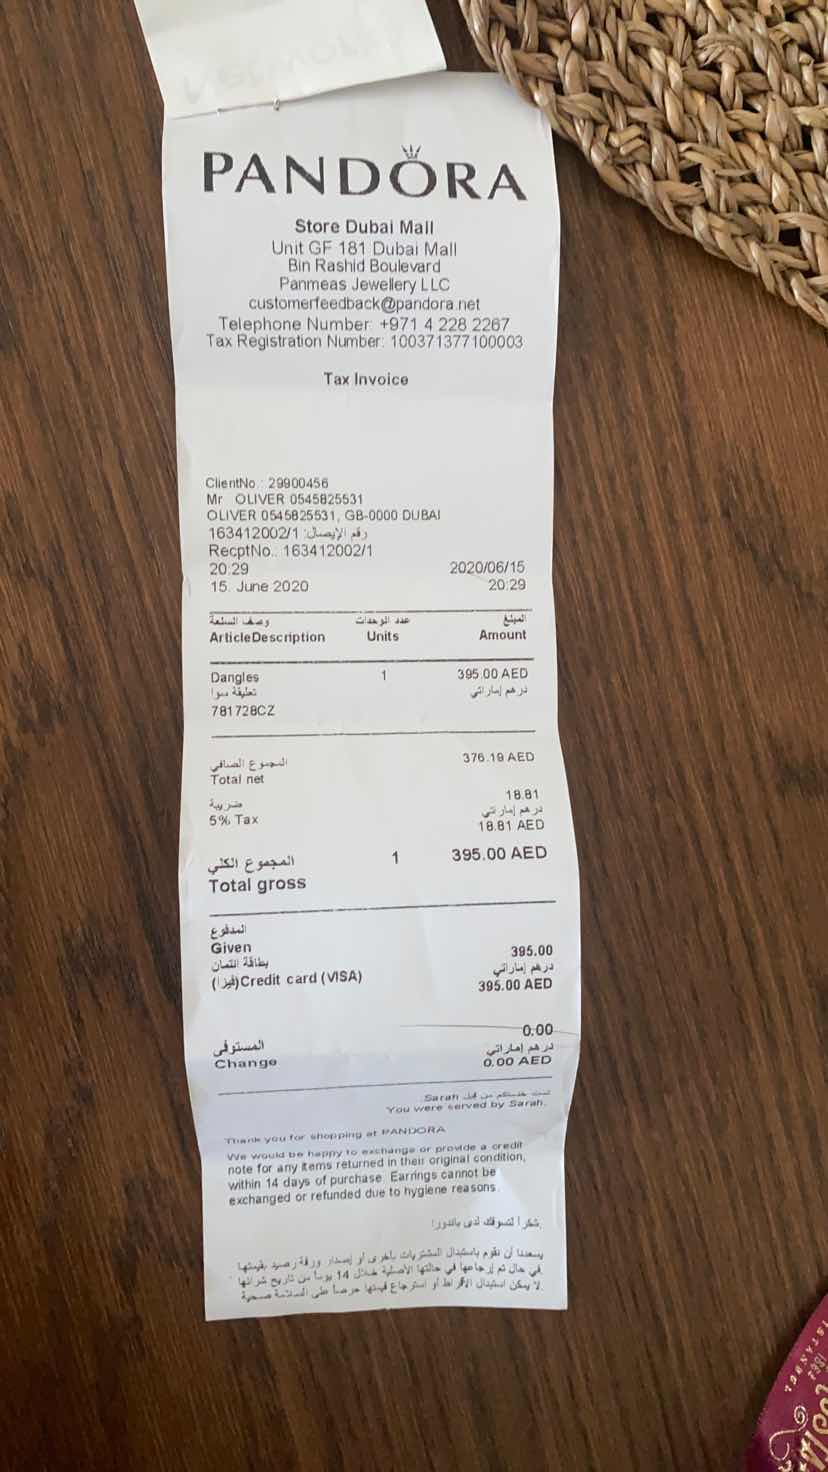 PANDORA
Store Dubai Mall
Unit GF 181 Dubai Mall
Bin Rashid Boulevard
Panmeas Jewellery LLC
customerfeedback@pandora.net
Telephone Number: +971 4 228 2267
Tax Registration Number: 100371377100003
Tax Invoice
ClientNo.: 29900456
Mr OLIVER 0545825531
OLIVER 0545825531, GB-0000 DUBAI
رقم الإيصال: 163412002/1
RecptNo.: 163412002/1
20:29 2020/06/15
15. June 2020 20:29
وصف السلعة عدد الوحدات المبلغ
ArticleDescription Units Amount
Dangles 1 395.00 AED
تعليقة سوا درهم إماراتي
781728CZ
المجموع الصافي 376.19 AED
Total net
ضريبة 18.81
درهم إماراتي
5% Tax 18.81 AED
المجموع الكلي 1 395.00 AED
Total gross
المدفوع
Given 395.00
بطاقة ائتمان درهم إماراتي
(فيزا) Credit card (VISA) 395.00 AED
0.00
المستوفى درهم إماراتي
Change 0.00 AED
تمت خدمتكم من قبل Sarah.
You were served by Sarah.
Thank you for shopping at PANDORA
We would be happy to exchange or provide a credit
note for any items returned in their original condition,
within 14 days of purchase. Earrings cannot be
exchanged or refunded due to hygiene reasons.
شكراً لتسوقك لدى باندورا.
يسعدنا أن نقوم باستبدال المشتريات بأخرى أو إصدار ورقة رصيد بقيمتها
في حال تم إرجاعها في حالتها الأصلية خلال 14 يوماً من تاريخ شرائها.
لا يمكن استبدال الأقراط أو استرجاع قيمتها حرصاً على السلامة صحية
ISTANBUL